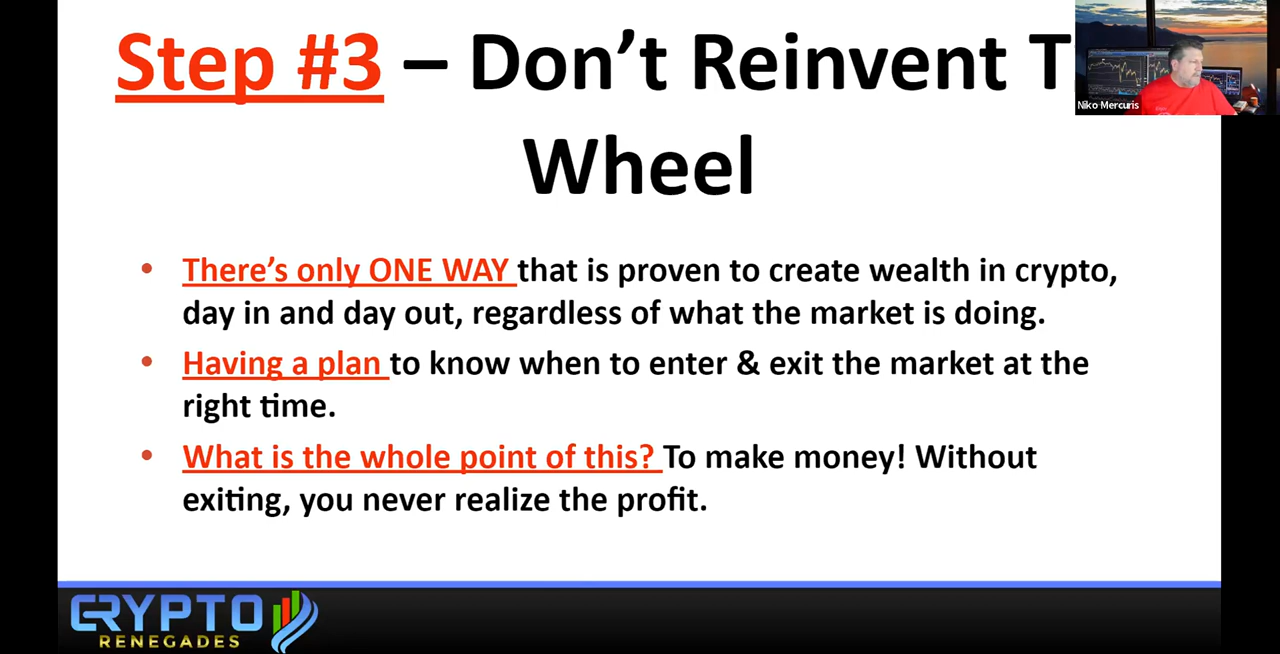 Step #3 – Don’t Reinvent T
Wheel
Niko Mercuris
• There’s only ONE WAY that is proven to create wealth in crypto,
day in and day out, regardless of what the market is doing.
• Having a plan to know when to enter & exit the market at the
right time.
• What is the whole point of this? To make money! Without
exiting, you never realize the profit.
CRYPTO
RENEGADES